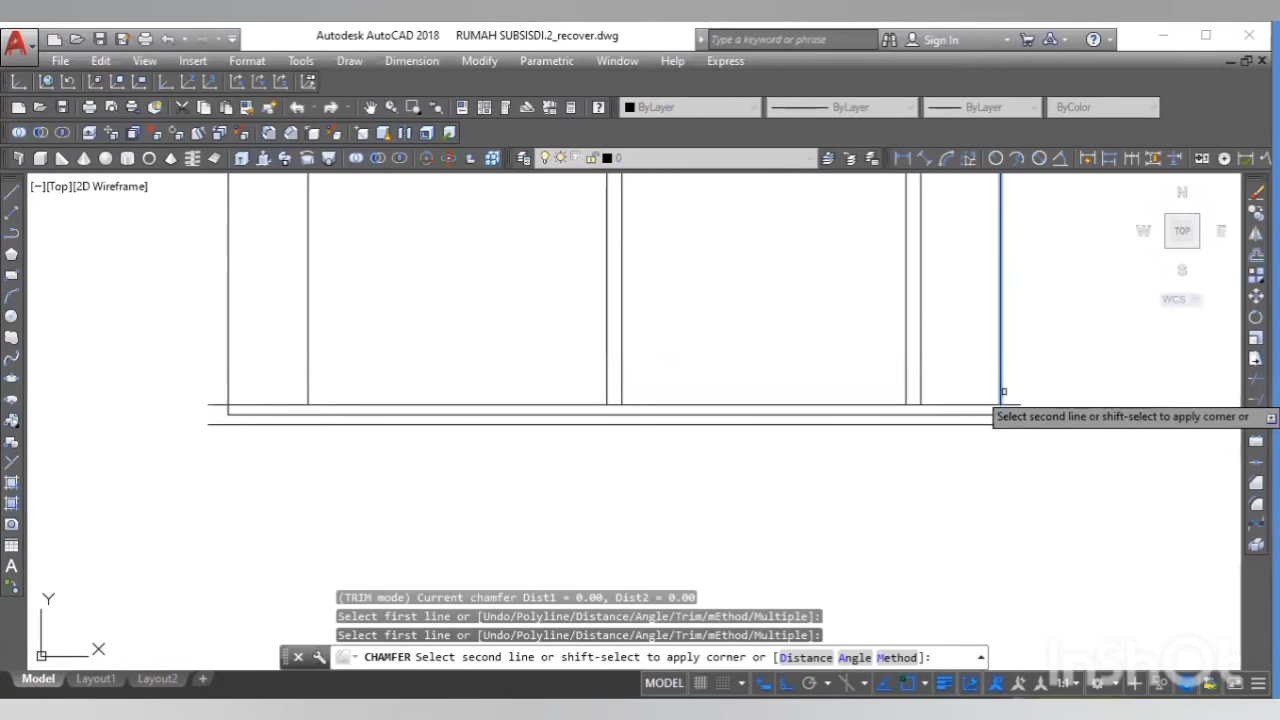 Autodesk AutoCAD 2018 RUMAH SUBSISDI.2_recover.dwg
Type a keyword or phrase
Sign In
File Edit View Insert Format Tools Draw Dimension Modify Parametric Window Help Express
ByLayer ByLayer ByLayer ByColor
0
[−][Top][2D Wireframe]
N
W TOP E
S
WCS
Select second line or shift-select to apply corner or
Y
X
(TRIM mode) Current chamfer Dist1 = 0.00, Dist2 = 0.00
Select first line or [Undo/Polyline/Distance/Angle/Trim/mEthod/Multiple]:
Select first line or [Undo/Polyline/Distance/Angle/Trim/mEthod/Multiple]:
CHAMFER Select second line or shift-select to apply corner or [Distance Angle Method]:
Model Layout1 Layout2 +
MODEL 1:1
InShOt